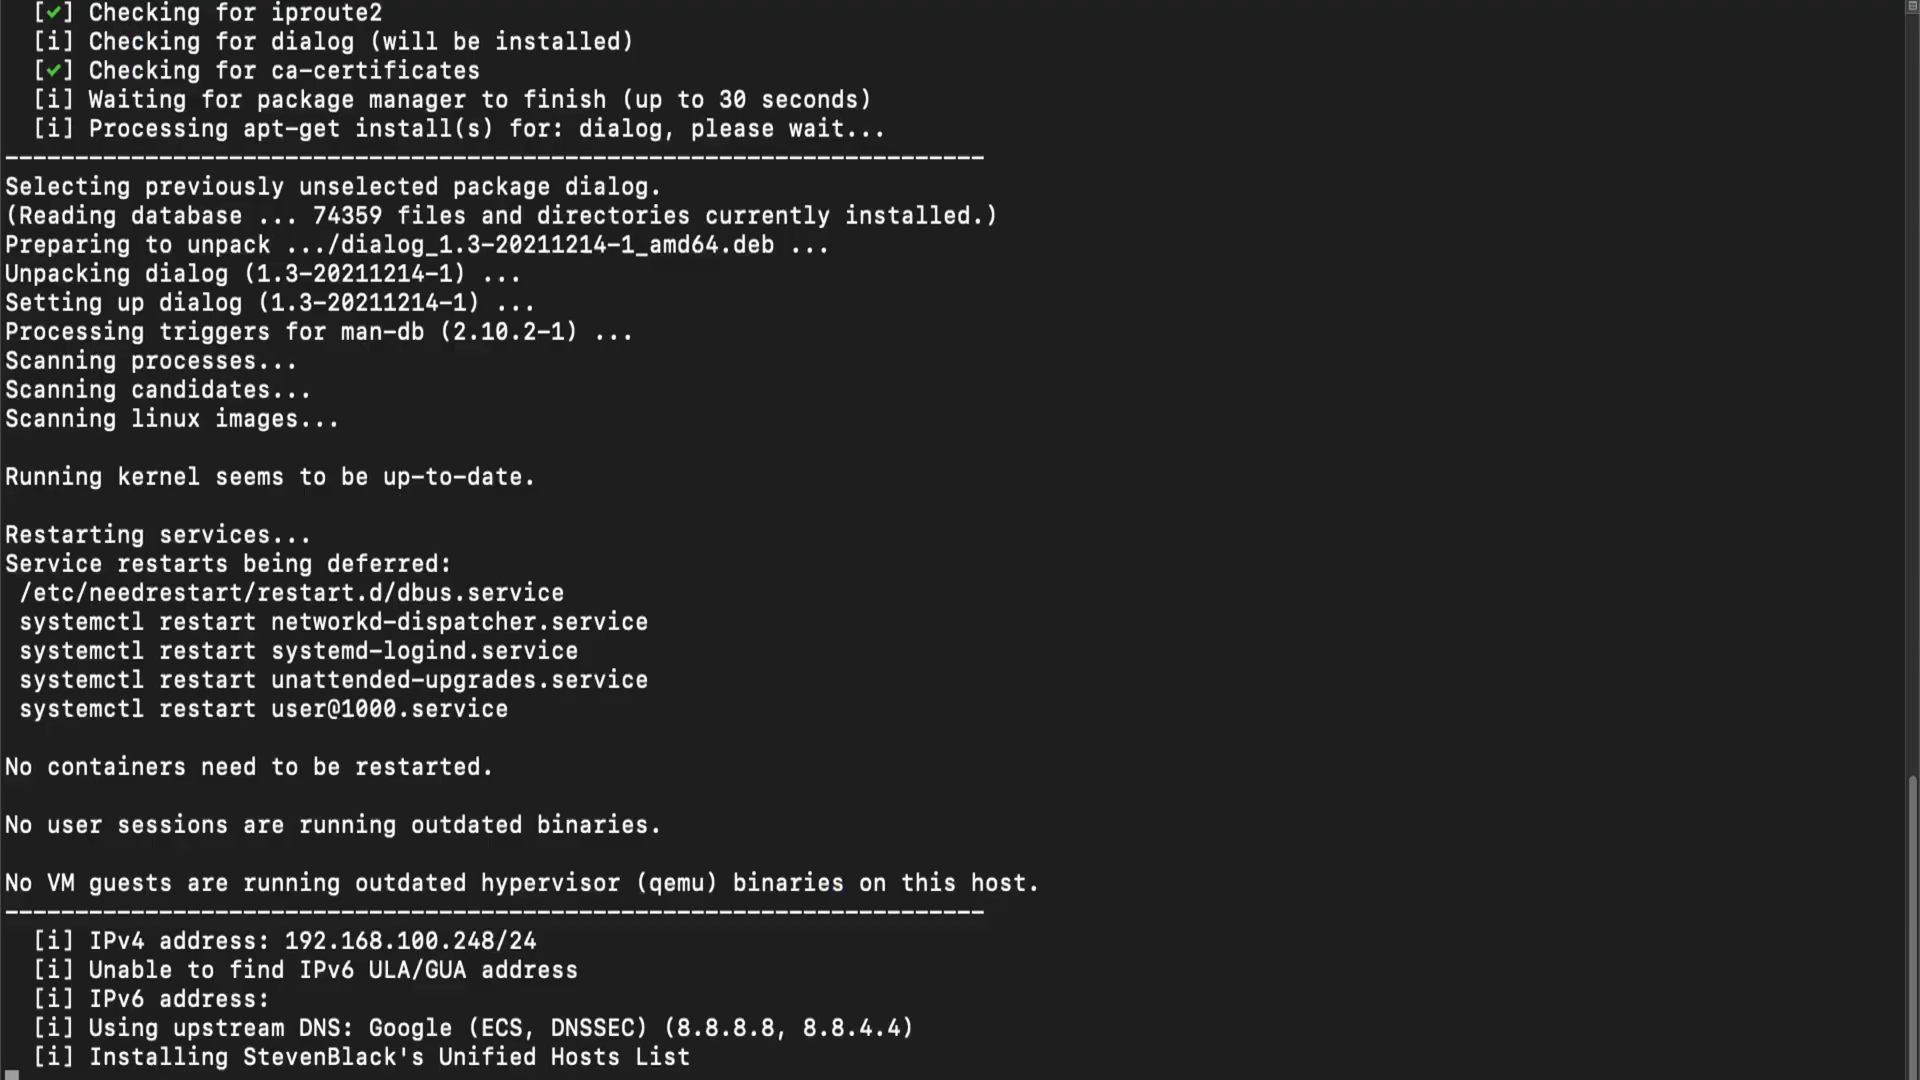 [✓] Checking for iproute2
[i] Checking for dialog (will be installed)
[✓] Checking for ca-certificates
[i] Waiting for package manager to finish (up to 30 seconds)
[i] Processing apt-get install(s) for: dialog, please wait...
----------------------------------------------------------------------
Selecting previously unselected package dialog.
(Reading database ... 74359 files and directories currently installed.)
Preparing to unpack .../dialog_1.3-20211214-1_amd64.deb ...
Unpacking dialog (1.3-20211214-1) ...
Setting up dialog (1.3-20211214-1) ...
Processing triggers for man-db (2.10.2-1) ...
Scanning processes...
Scanning candidates...
Scanning linux images...
Running kernel seems to be up-to-date.
Restarting services...
Service restarts being deferred:
/etc/needrestart/restart.d/dbus.service
systemctl restart networkd-dispatcher.service
systemctl restart systemd-logind.service
systemctl restart unattended-upgrades.service
systemctl restart user@1000.service
No containers need to be restarted.
No user sessions are running outdated binaries.
No VM guests are running outdated hypervisor (qemu) binaries on this host.
----------------------------------------------------------------------
[i] IPv4 address: 192.168.100.248/24
[i] Unable to find IPv6 ULA/GUA address
[i] IPv6 address:
[i] Using upstream DNS: Google (ECS, DNSSEC) (8.8.8.8, 8.8.4.4)
[i] Installing StevenBlack's Unified Hosts List